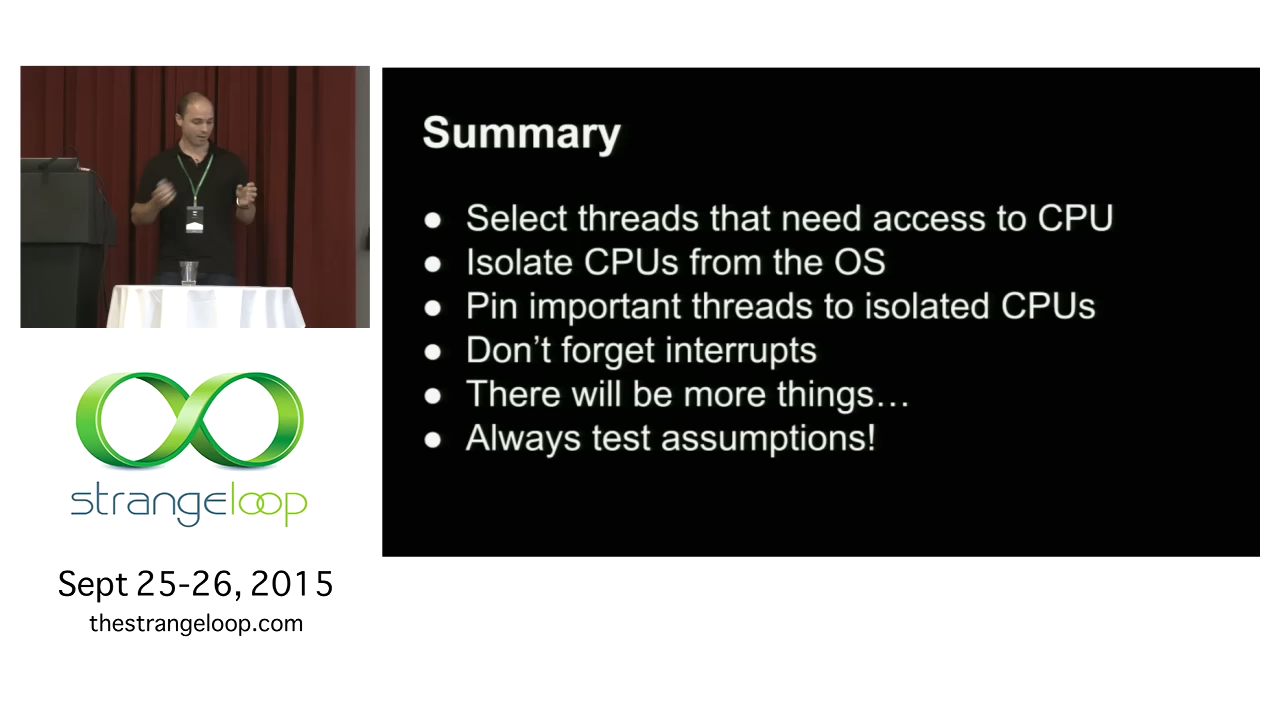 Summary
● Select threads that need access to CPU
● Isolate CPUs from the OS
● Pin important threads to isolated CPUs
● Don’t forget interrupts
● There will be more things…
● Always test assumptions!
strangeloop
Sept 25-26, 2015
thestrangeloop.com